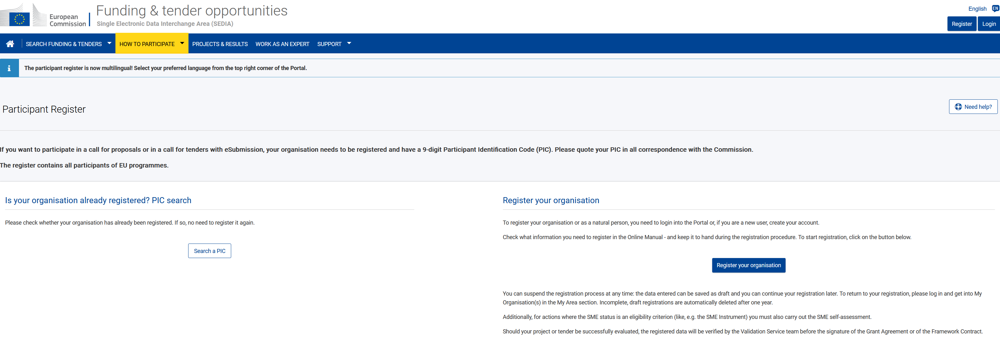 European
Commission
Funding & tender opportunities
Single Electronic Data Interchange Area (SEDIA)
English EN
Register Login
SEARCH FUNDING & TENDERS HOW TO PARTICIPATE PROJECTS & RESULTS WORK AS AN EXPERT SUPPORT
i The participant register is now multilingual! Select your preferred language from the top right corner of the Portal.
Participant Register
Need help?
If you want to participate in a call for proposals or in a call for tenders with eSubmission, your organisation needs to be registered and have a 9-digit Participant Identification Code (PIC). Please quote your PIC in all correspondence with the Commission.
The register contains all participants of EU programmes.
Is your organisation already registered? PIC search
Please check whether your organisation has already been registered. If so, no need to register it again.
Search a PIC
Register your organisation
To register your organisation or as a natural person, you need to login into the Portal or, if you are a new user, create your account.
Check what information you need to register in the Online Manual - and keep it to hand during the registration procedure. To start registration, click on the button below.
Register your organisation
You can suspend the registration process at any time: the data entered can be saved as draft and you can continue your registration later. To return to your registration, please log in and get into My
Organisation(s) in the My Area section. Incomplete, draft registrations are automatically deleted after one year.
Additionally, for actions where the SME status is an eligibility criterion (like, e.g. the SME Instrument) you must also carry out the SME self-assessment.
Should your project or tender be successfully evaluated, the registered data will be verified by the Validation Service team before the signature of the Grant Agreement or of the Framework Contract.